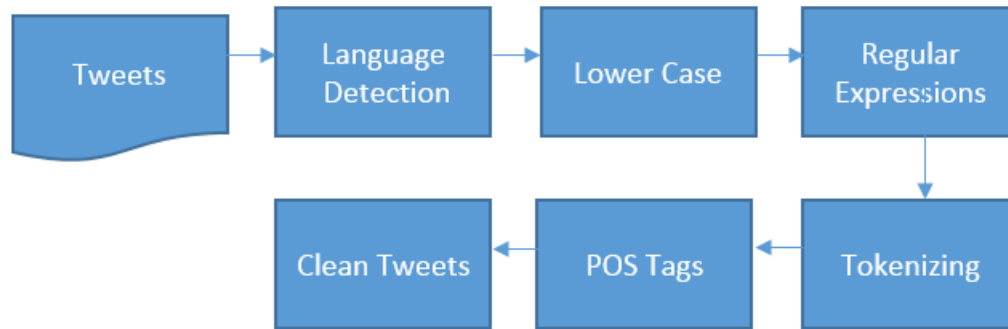 Tweets
Language
Detection
Lower Case
Regular
Expressions
Tokenizing
POS Tags
Clean Tweets